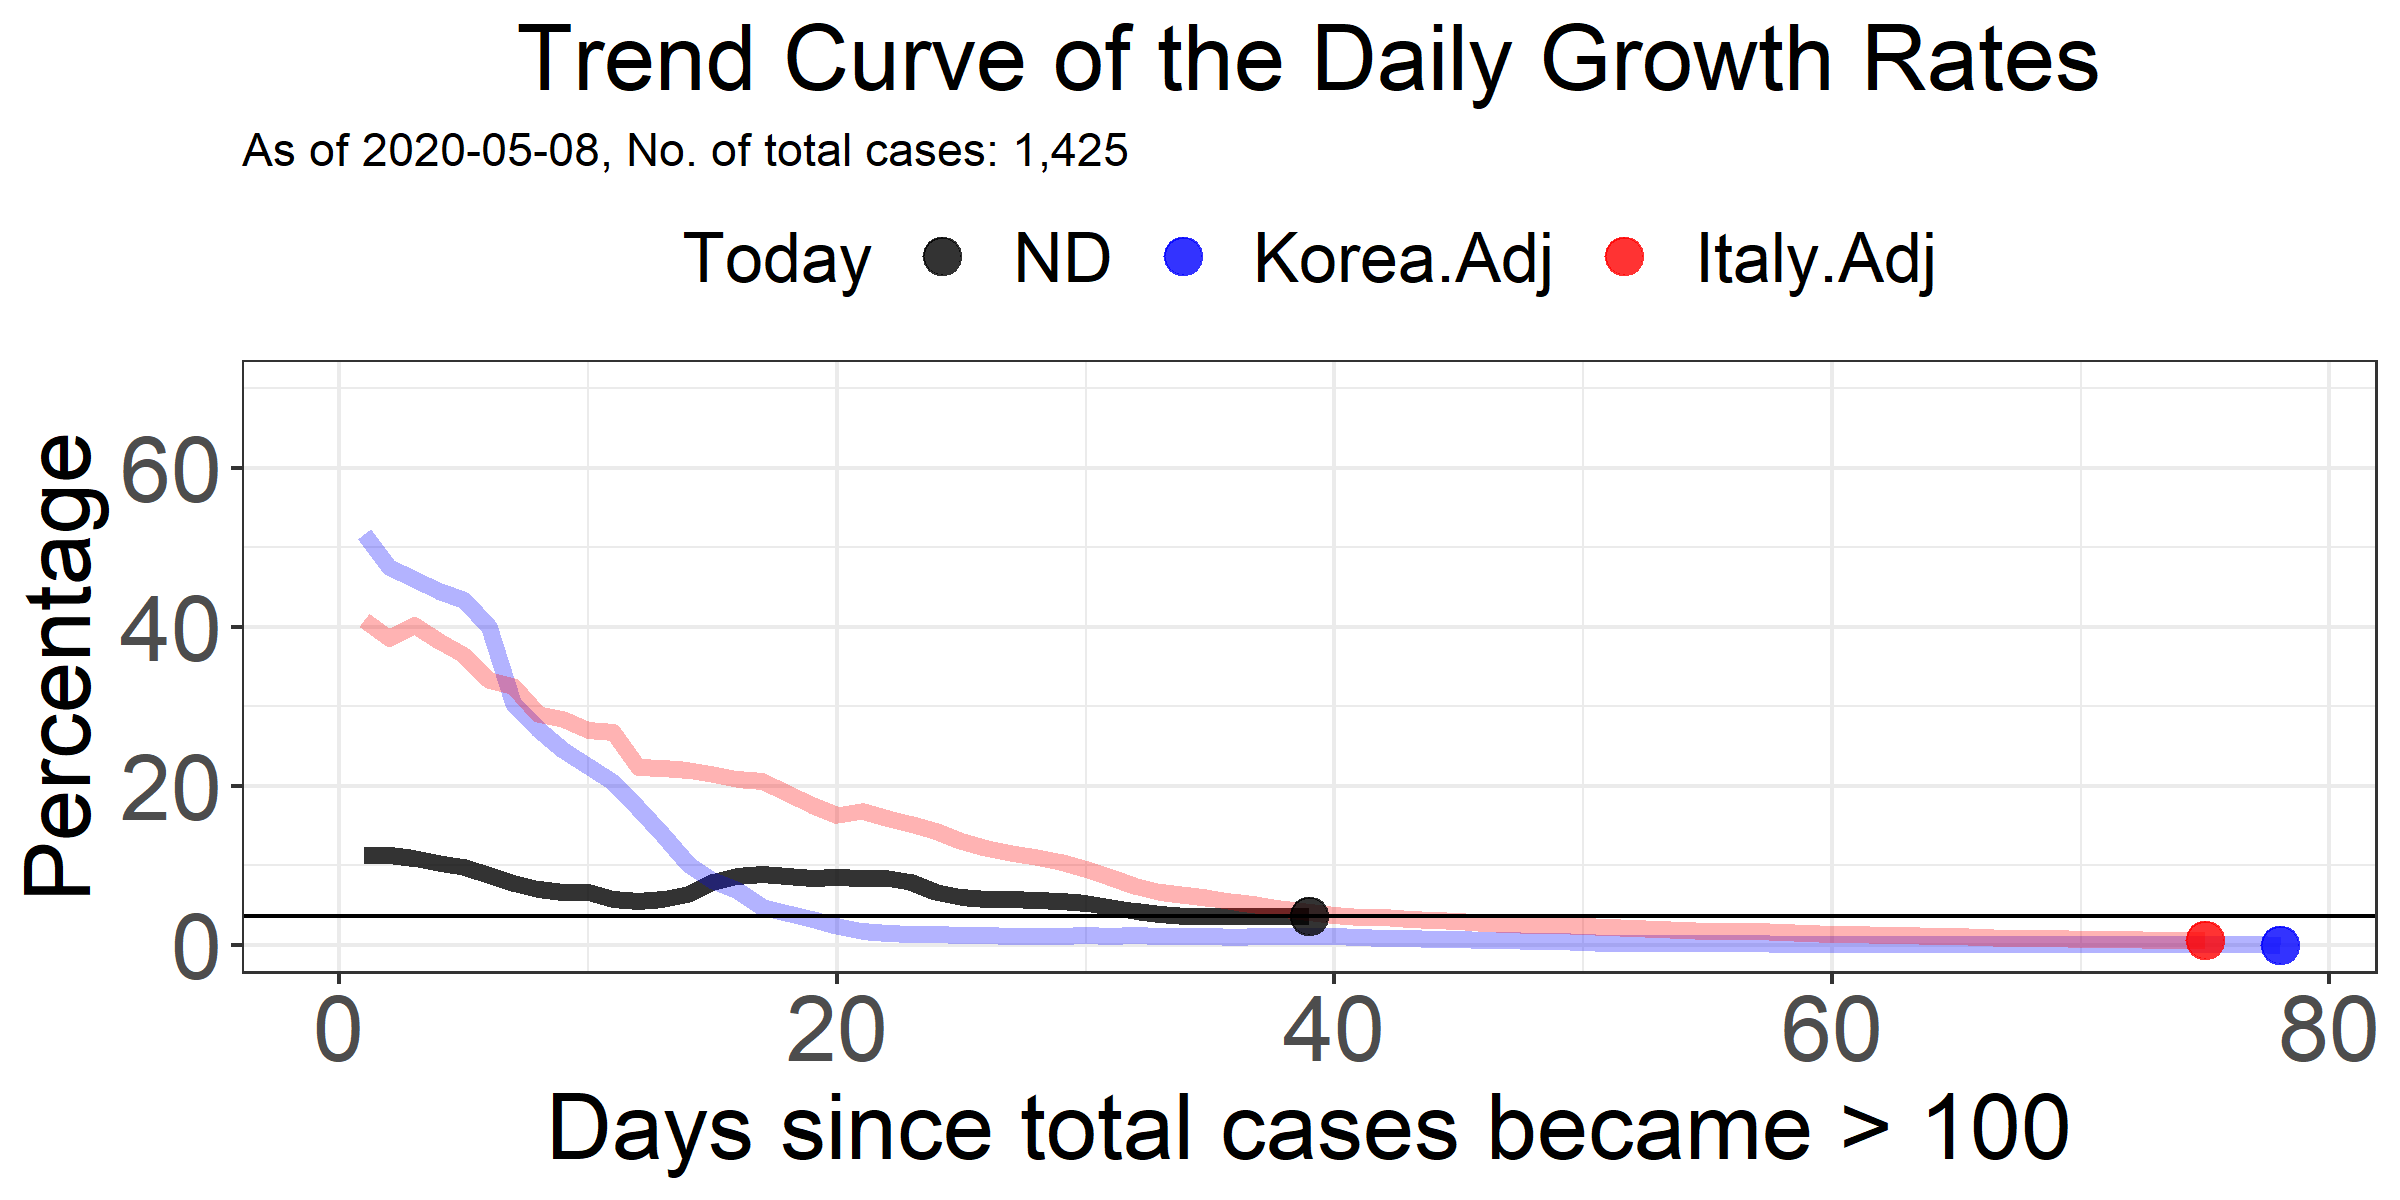 Trend Curve of the Daily Growth Rates
As of 2020-05-08, No. of total cases: 1,425
Today ND Korea.Adj Italy.Adj
Percentage
60
40
20
0
0 20 40 60 80
Days since total cases became > 100